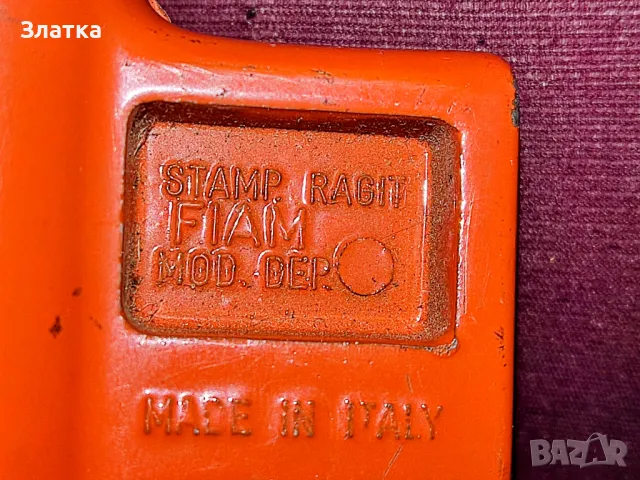 Златка
STAMP. RAGIT
FIAM
MOD. DEP.
MADE IN ITALY
BAZAR